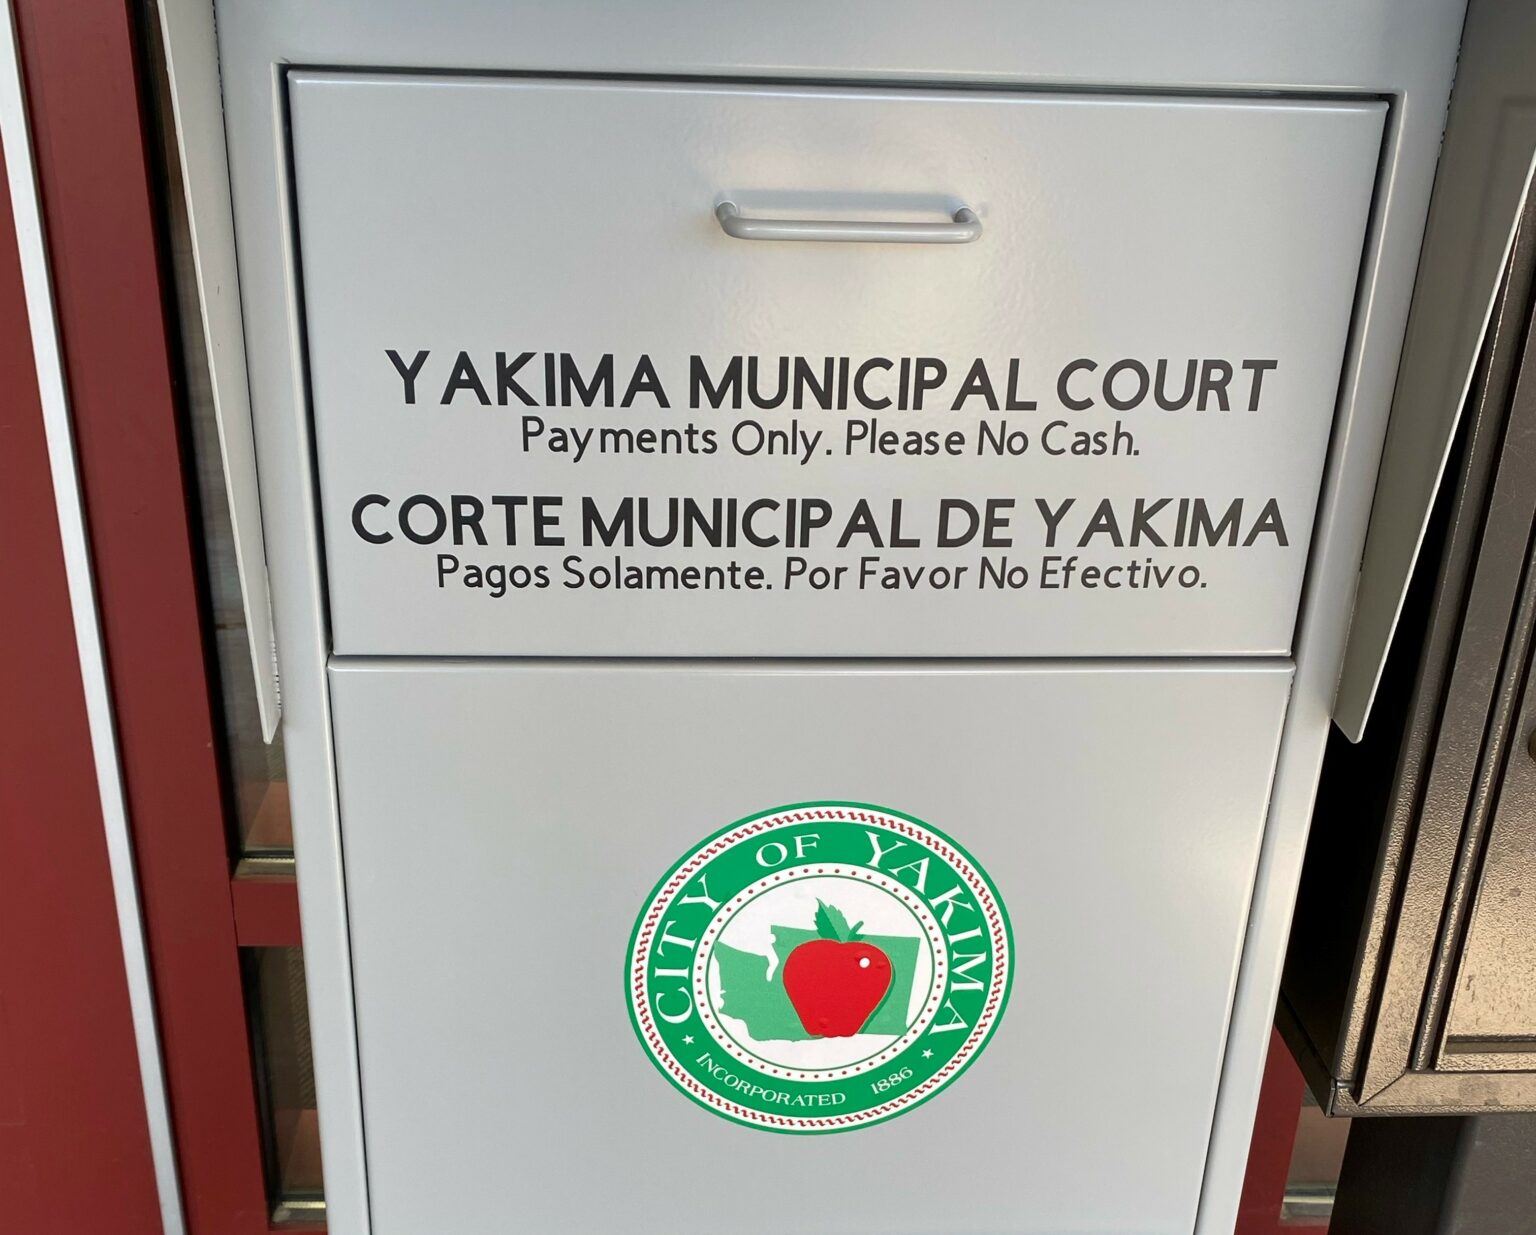 YAKIMA MUNICIPAL COURT
Payments Only. Please No Cash.
CORTE MUNICIPAL DE YAKIMA
Pagos Solamente. Por Favor No Efectivo.
CITY OF YAKIMA
INCORPORATED 1886